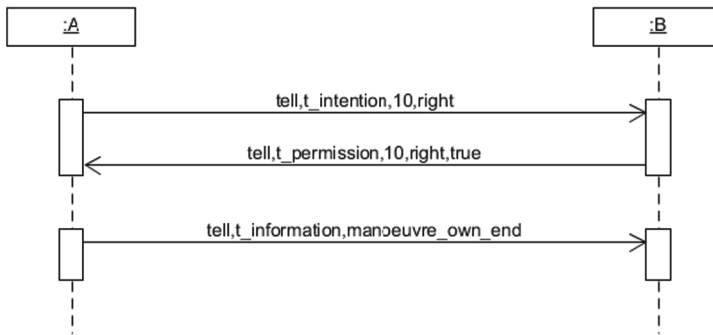 :A
:B
tell,t_intention,10,right
tell,t_permission,10,right,true
tell,t_information,manoeuvre_own_end